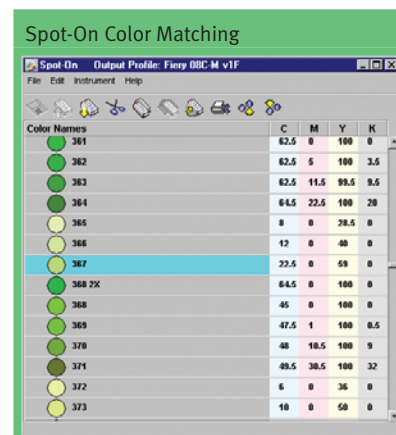 Spot-On Color Matching
Spot-On Output Profile: Fiery 08C-M v1F
File Edit Instrument Help
Color Names C M Y K
361 62.5 0 100 0
362 62.5 5 100 3.5
363 62.5 11.5 99.5 9.5
364 64.5 22.5 100 20
365 8 0 28.5 0
366 12 0 40 0
367 22.5 0 59 0
368 2X 64.5 0 100 0
368 45 0 100 0
369 47.5 1 100 0.5
370 48 10.5 100 9
371 49.5 30.5 100 32
372 6 0 36 0
373 10 0 50 0